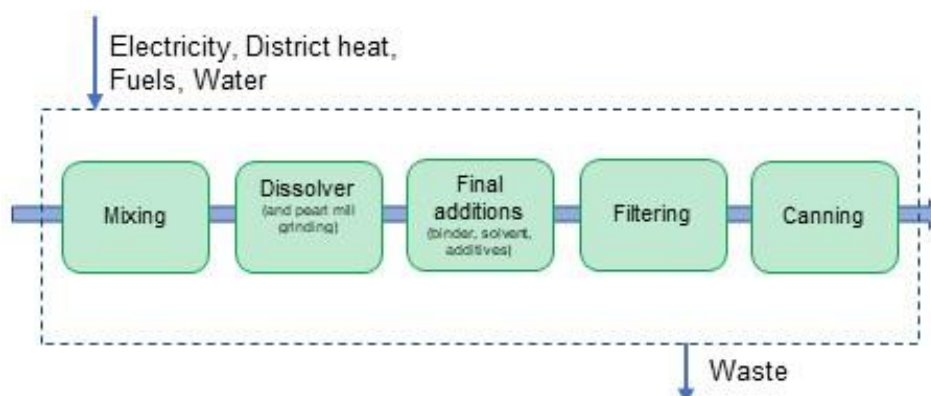 Electricity, District heat,
Fuels, Water
Mixing
Dissolver
(and pearl mill
grinding)
Final
additions
(binder, solvent,
additives)
Filtering
Canning
Waste